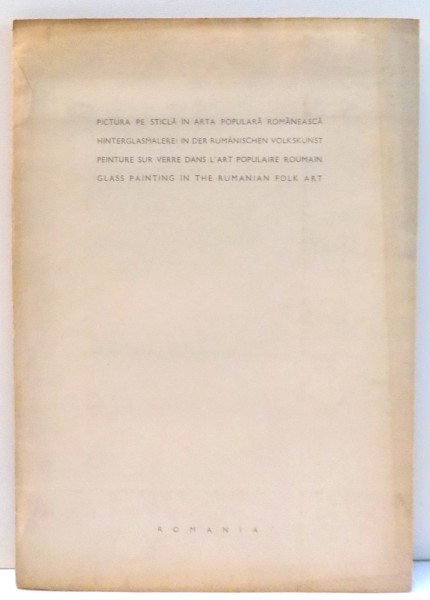 PICTURA PE STICLĂ IN ARTA POPULARĂ ROMÂNEASCĂ
HINTERGLASMALEREI IN DER RUMÄNISCHEN VOLKSKUNST
PEINTURE SUR VERRE DANS L'ART POPULAIRE ROUMAIN
GLASS PAINTING IN THE RUMANIAN FOLK ART
ROMANIA